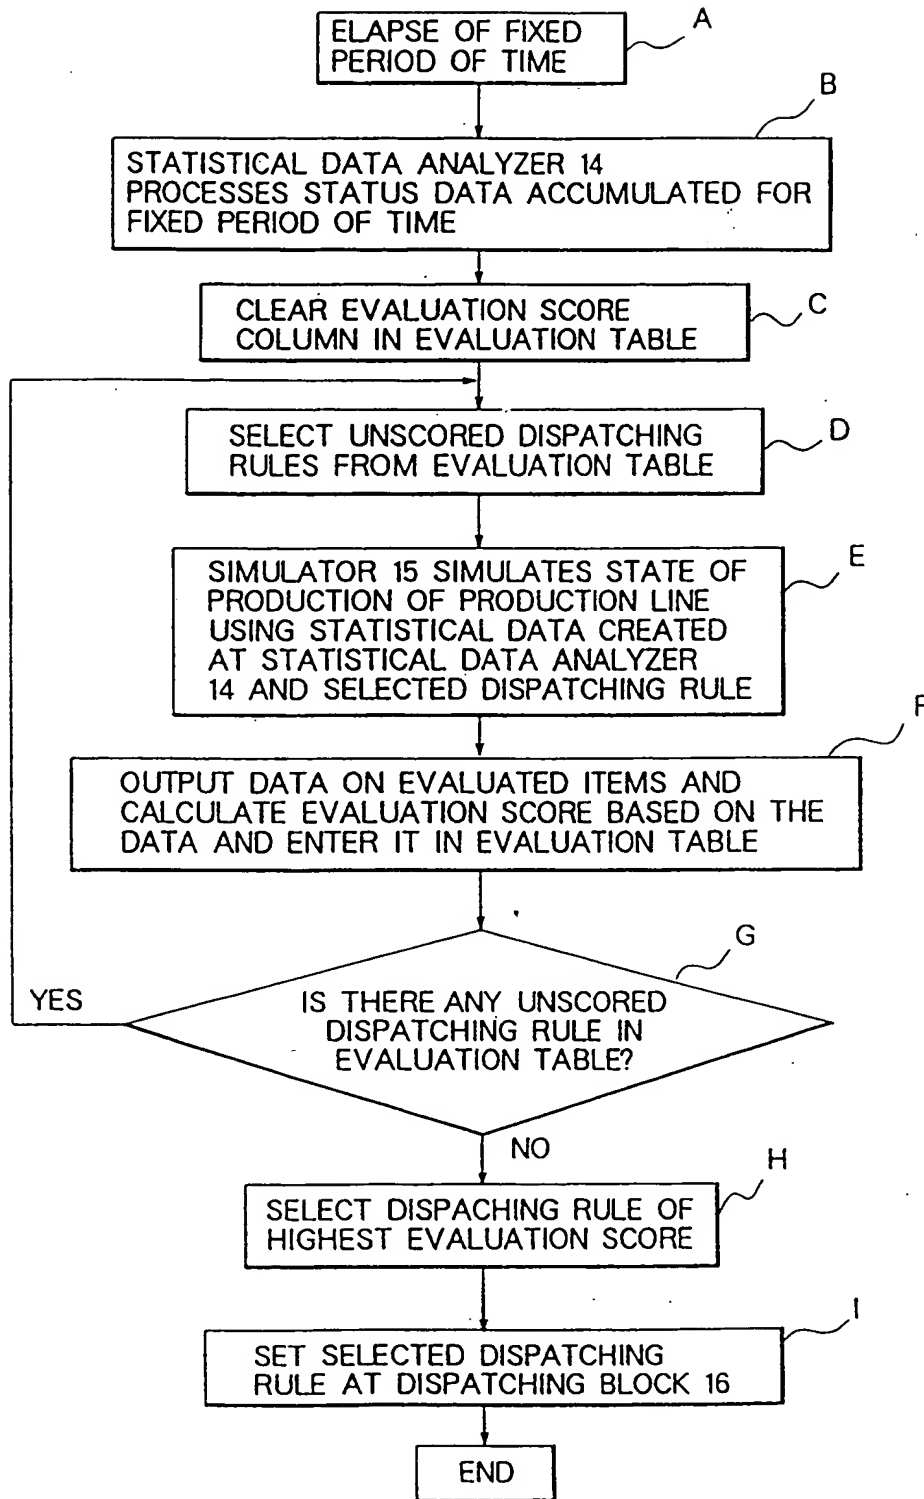 ELAPSE OF FIXED
PERIOD OF TIME
A
B
STATISTICAL DATA ANALYZER 14
PROCESSES STATUS DATA ACCUMULATED FOR
FIXED PERIOD OF TIME
CLEAR EVALUATION SCORE
COLUMN IN EVALUATION TABLE
C
SELECT UNSCORED DISPATCHING
RULES FROM EVALUATION TABLE
D
SIMULATOR 15 SIMULATES STATE OF
PRODUCTION OF PRODUCTION LINE
USING STATISTICAL DATA CREATED
AT STATISTICAL DATA ANALYZER
14 AND SELECTED DISPATCHING RULE
E
F
OUTPUT DATA ON EVALUATED ITEMS AND
CALCULATE EVALUATION SCORE BASED ON THE
DATA AND ENTER IT IN EVALUATION TABLE
G
YES
IS THERE ANY UNSCORED
DISPATCHING RULE IN
EVALUATION TABLE?
NO
H
SELECT DISPACHING RULE OF
HIGHEST EVALUATION SCORE
I
SET SELECTED DISPATCHING
RULE AT DISPATCHING BLOCK 16
END